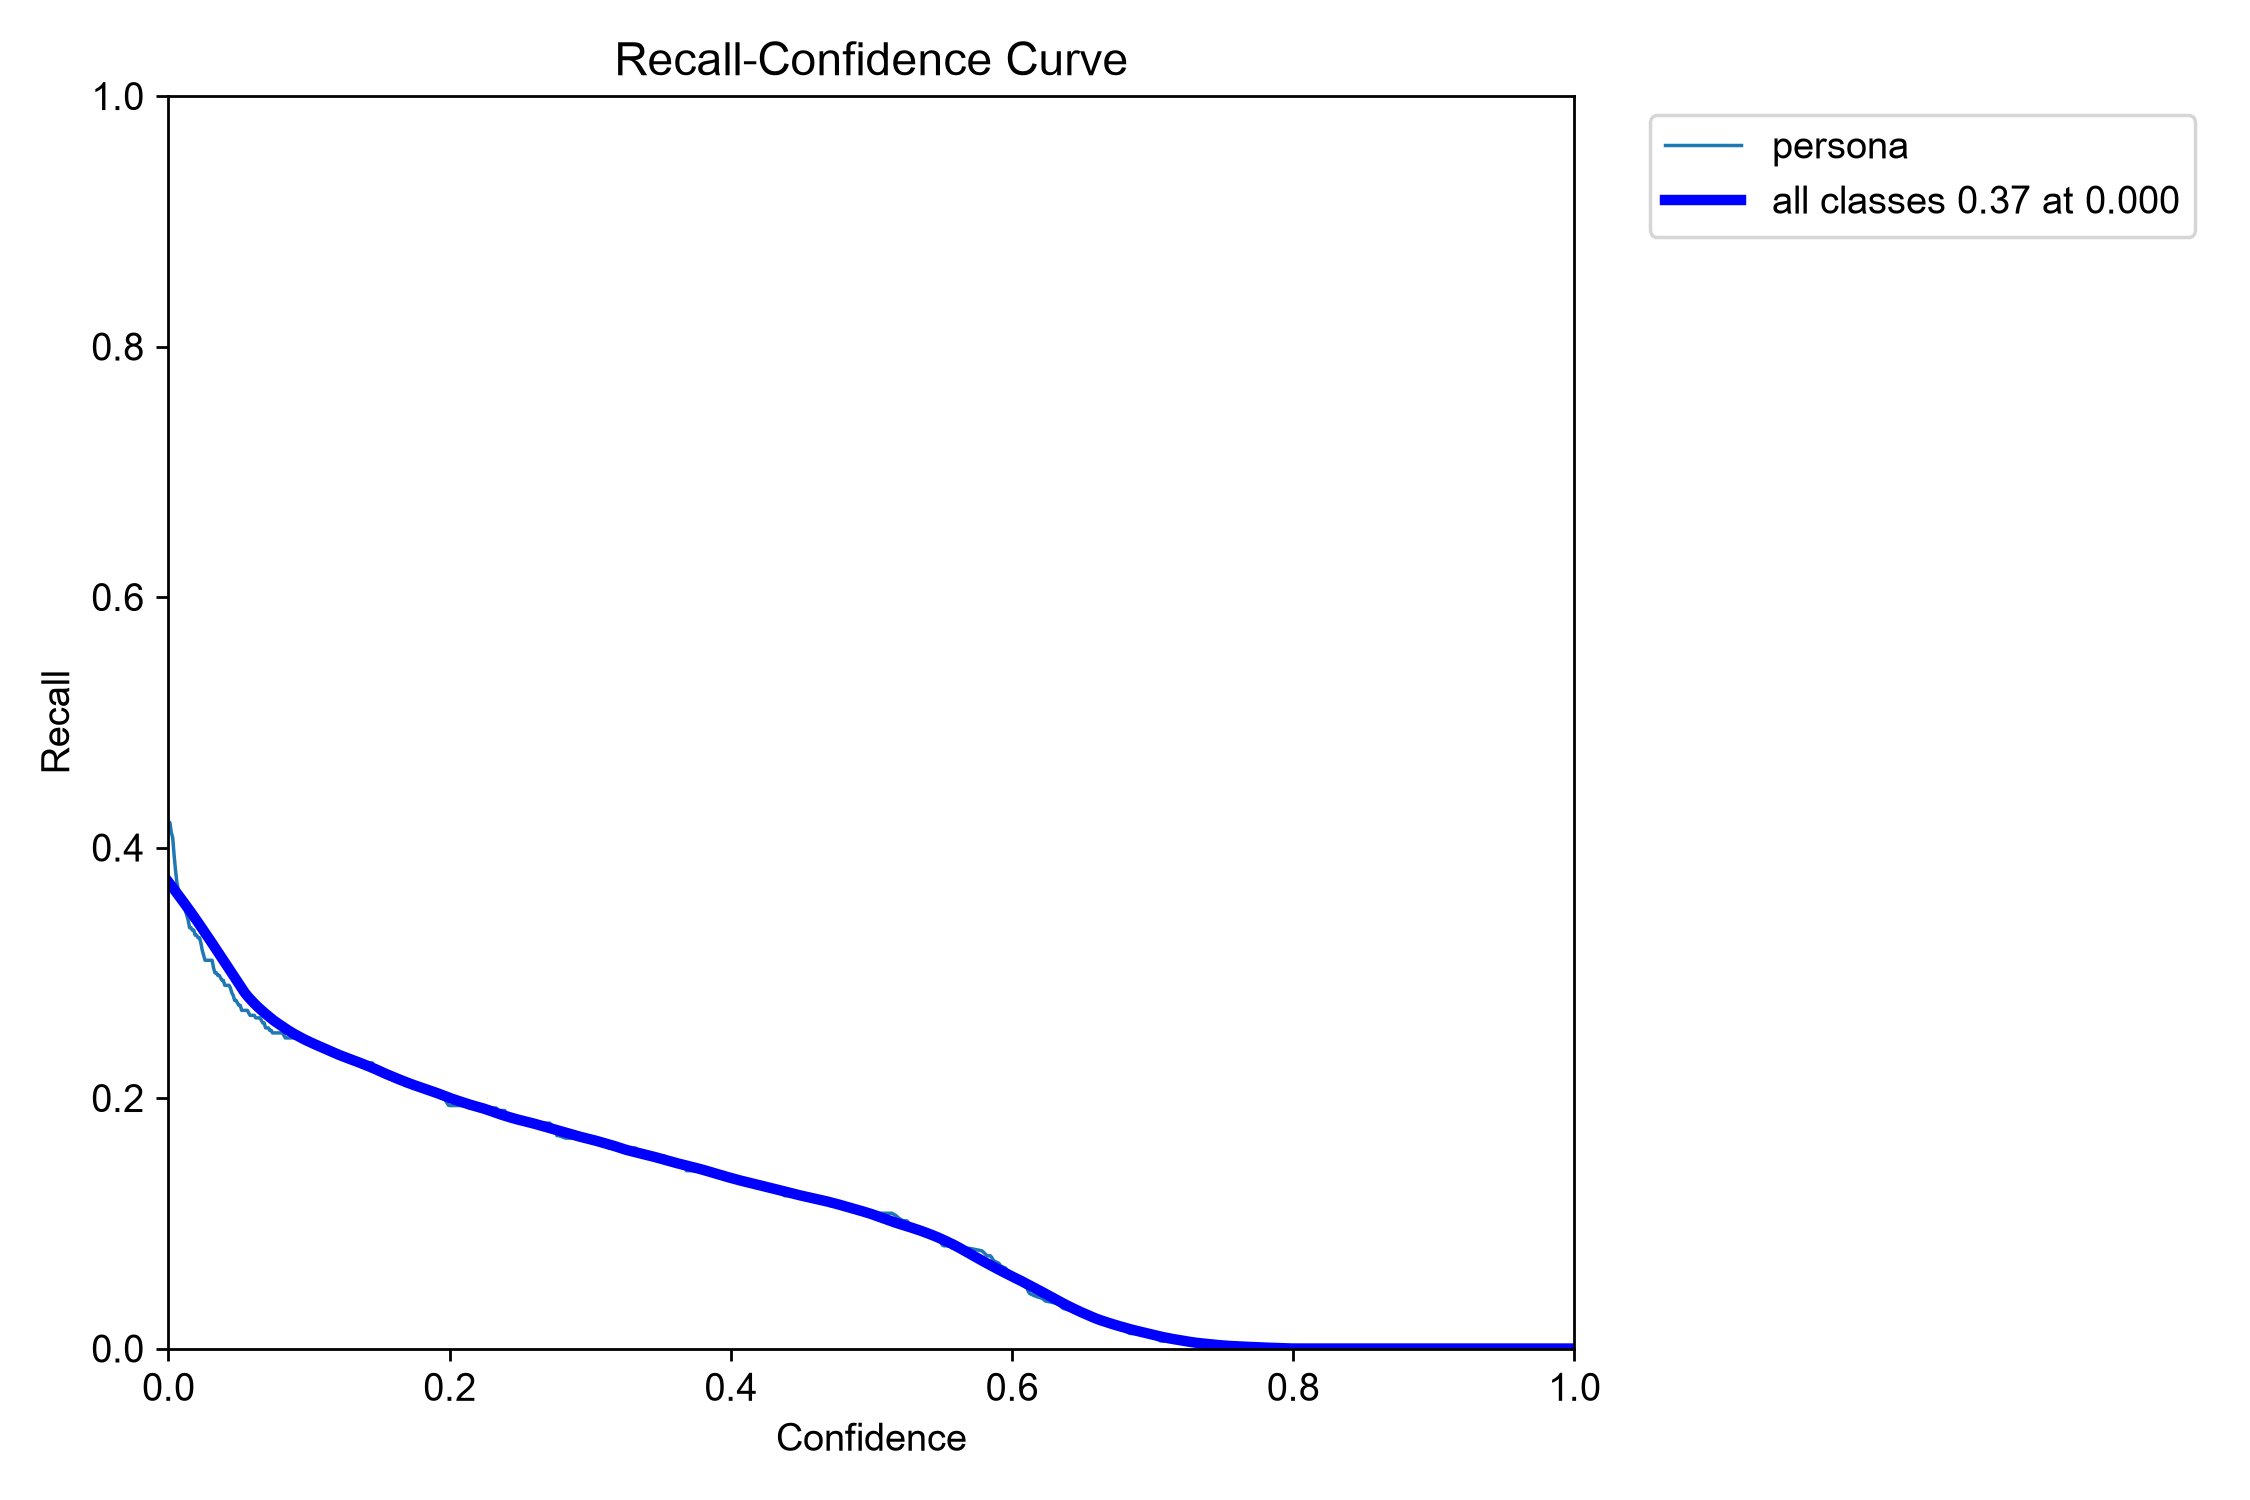 Recall-Confidence Curve
1.0
0.8
0.6
0.4
0.2
0.0
Recall
0.0 0.2 0.4 0.6 0.8 1.0
Confidence
persona
all classes 0.37 at 0.000